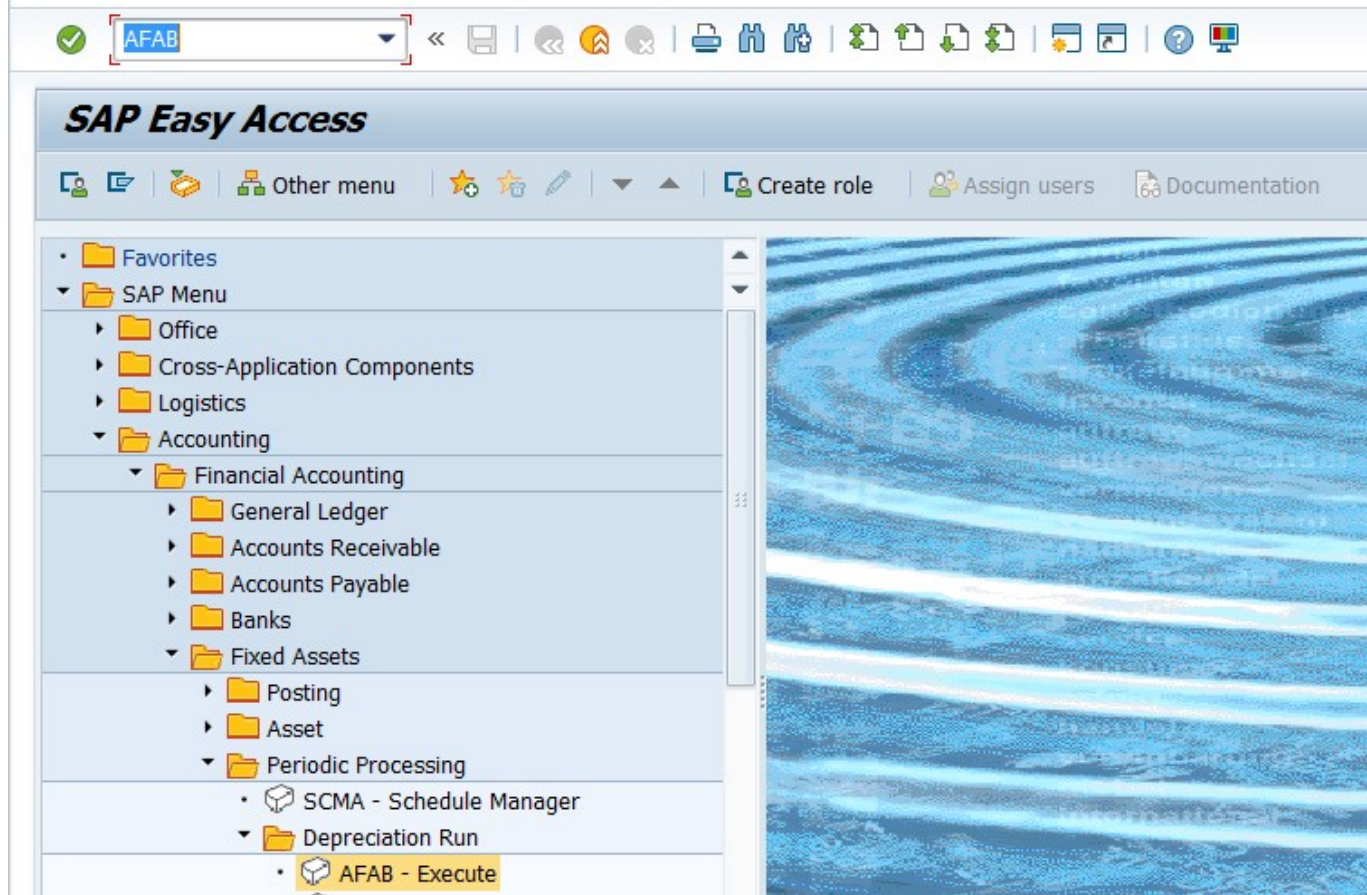 AFAB
SAP Easy Access
Other menu Create role Assign users Documentation
Favorites
SAP Menu
Office
Cross-Application Components
Logistics
Accounting
Financial Accounting
General Ledger
Accounts Receivable
Accounts Payable
Banks
Fixed Assets
Posting
Asset
Periodic Processing
SCMA - Schedule Manager
Depreciation Run
AFAB - Execute